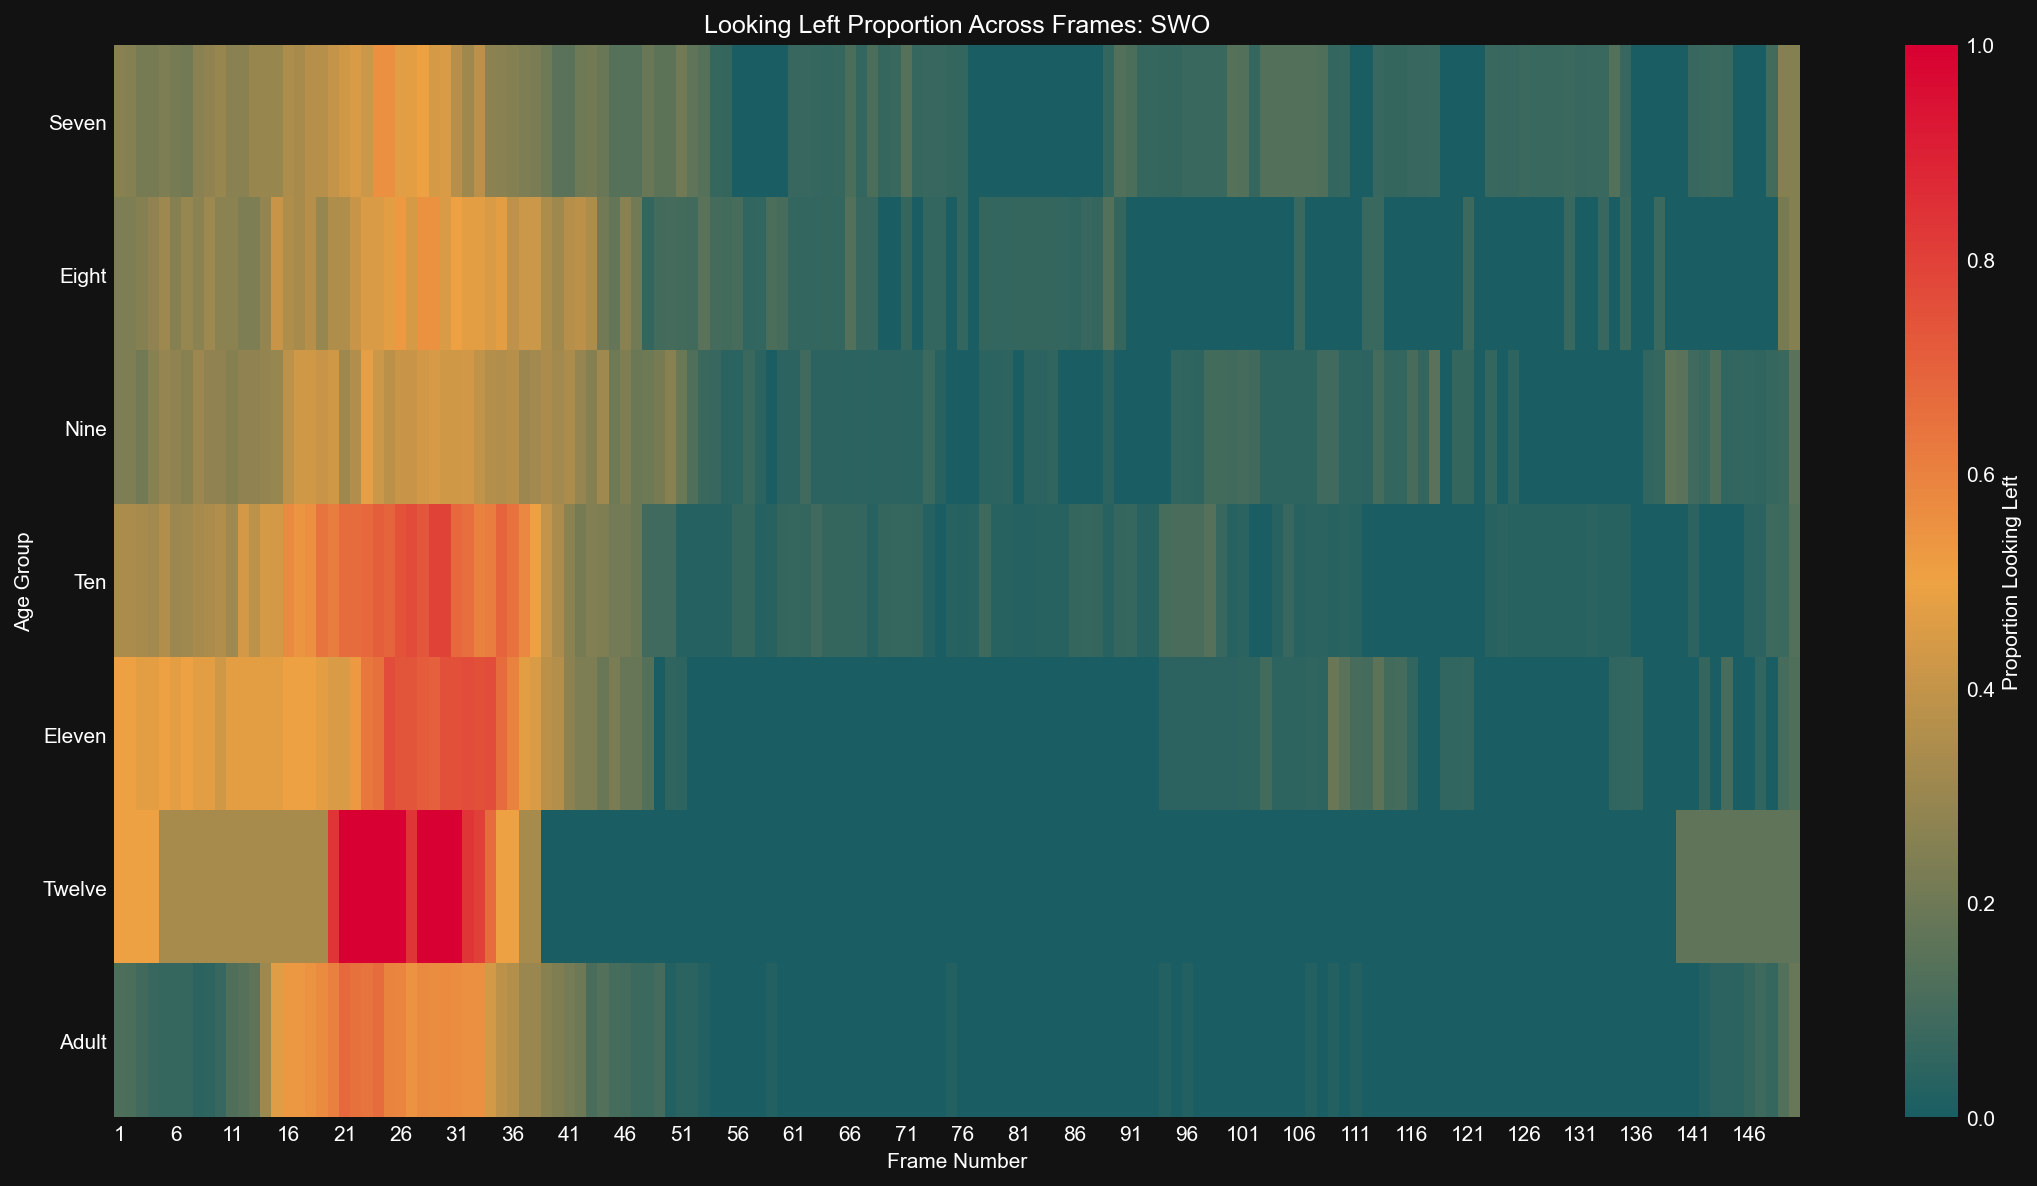 Looking Left Proportion Across Frames: SWO
Age Group
Seven
Eight
Nine
Ten
Eleven
Twelve
Adult
1 6 11 16 21 26 31 36 41 46 51 56 61 66 71 76 81 86 91 96 101 106 111 116 121 126 131 136 141 146
Frame Number
1.0
0.8
0.6
0.4
0.2
0.0
Proportion Looking Left